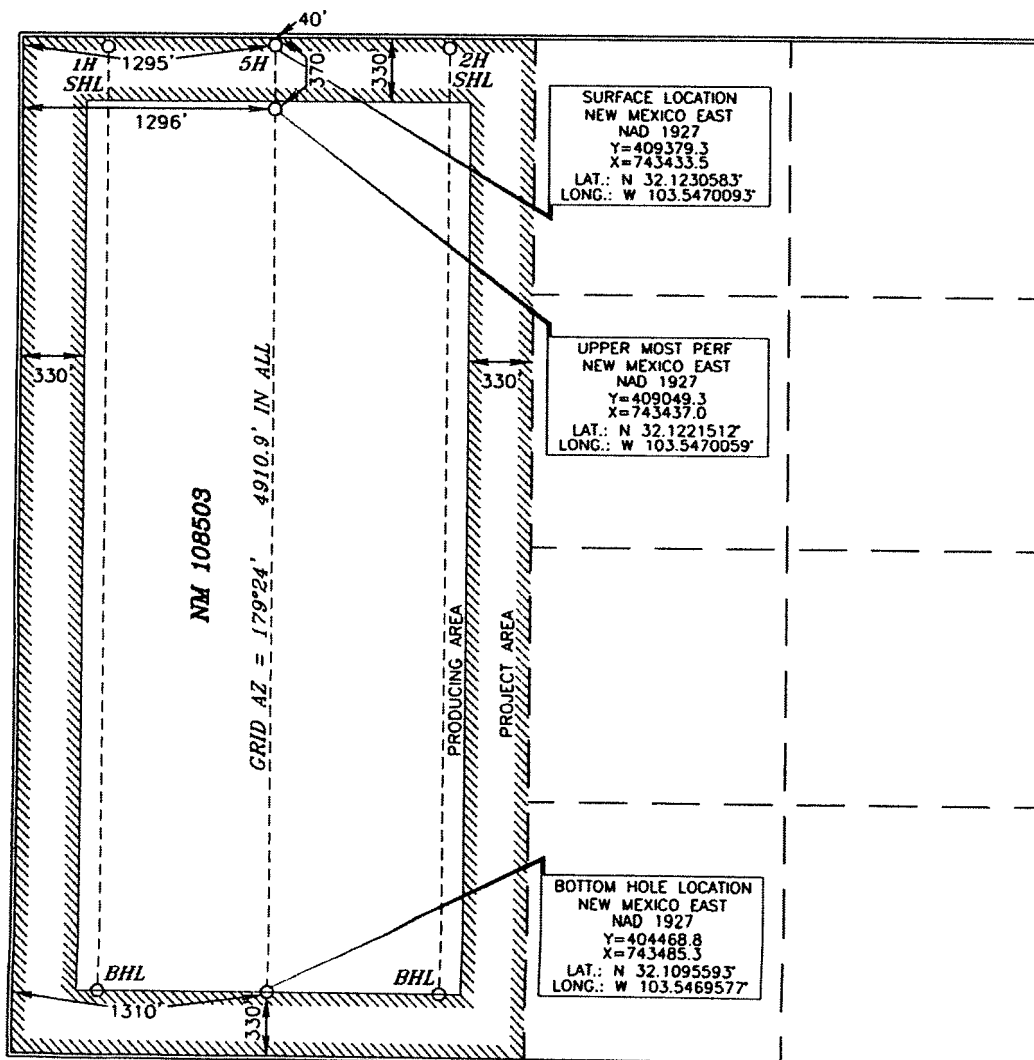 40'
1H
SHL
1295'
5H
370'
330'
2H
SHL
1296'
SURFACE LOCATION
NEW MEXICO EAST
NAD 1927
Y=409379.3
X=743433.5
LAT.: N 32.1230583°
LONG.: W 103.5470093°
UPPER MOST PERF
NEW MEXICO EAST
NAD 1927
Y=409049.3
X=743437.0
LAT.: N 32.1221512°
LONG.: W 103.5470059°
330'
330'
NM 108503
GRID AZ = 179°24' 4910.9' IN ALL
PRODUCING AREA
PROJECT AREA
BOTTOM HOLE LOCATION
NEW MEXICO EAST
NAD 1927
Y=404468.8
X=743485.3
LAT.: N 32.1095593°
LONG.: W 103.5469577°
BHL
BHL
1310'
330'